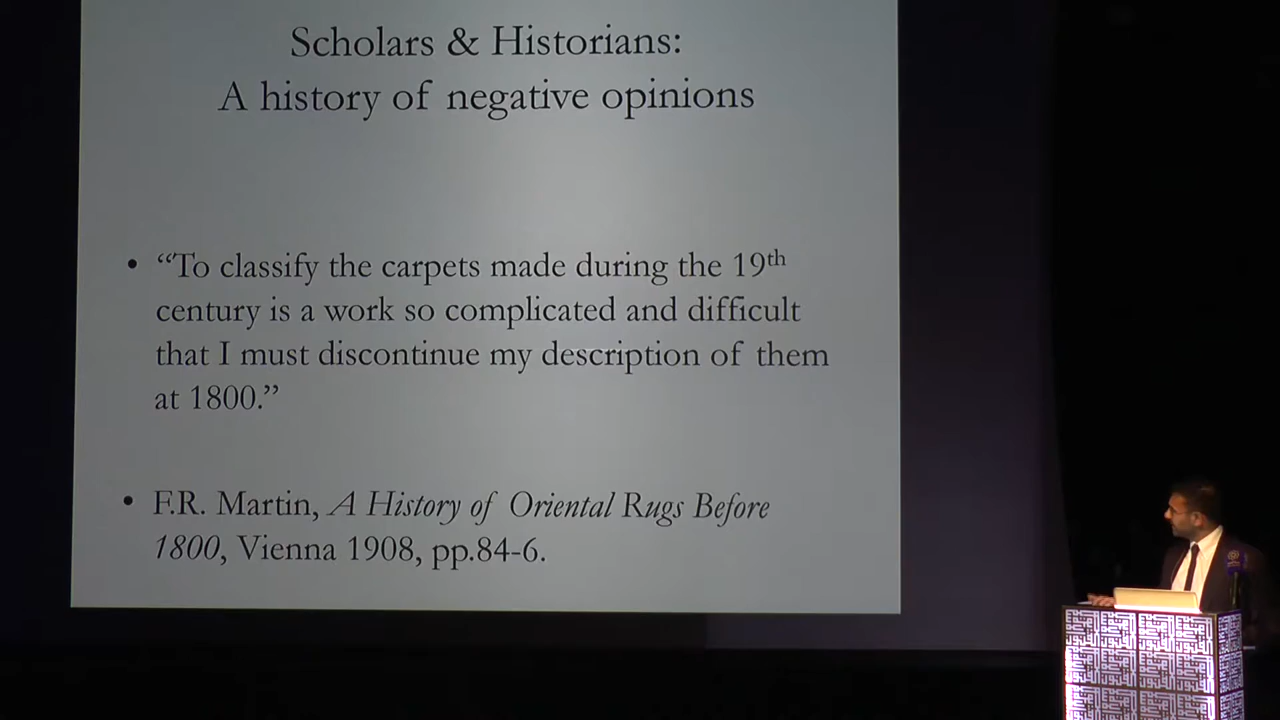 Scholars & Historians:
A history of negative opinions
• “To classify the carpets made during the 19th
century is a work so complicated and difficult
that I must discontinue my description of them
at 1800.”
• F.R. Martin, A History of Oriental Rugs Before
1800, Vienna 1908, pp.84-6.